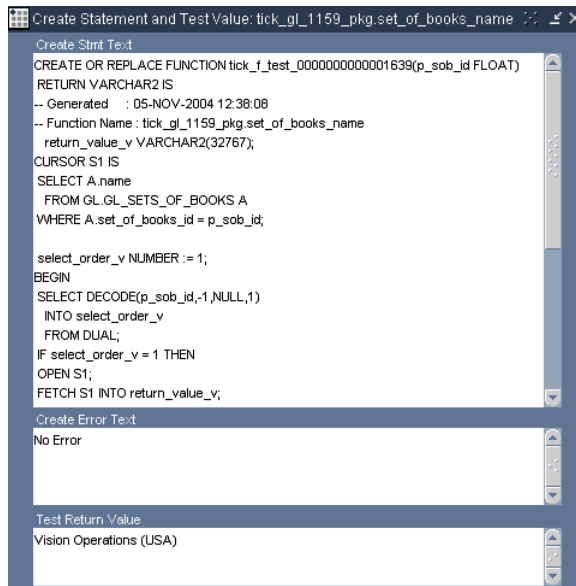 Create Statement and Test Value: tick_gl_1159_pkg.set_of_books_name
Create Stmt Text
CREATE OR REPLACE FUNCTION tick_f_test_0000000000001639(p_sob_id FLOAT)
RETURN VARCHAR2 IS
-- Generated : 05-NOV-2004 12:38:08
-- Function Name : tick_gl_1159_pkg.set_of_books_name
return_value_v VARCHAR2(32767);
CURSOR S1 IS
SELECT A.name
FROM GL.GL_SETS_OF_BOOKS A
WHERE A.set_of_books_id = p_sob_id;
select_order_v NUMBER := 1;
BEGIN
SELECT DECODE(p_sob_id,-1,NULL,1)
INTO select_order_v
FROM DUAL;
IF select_order_v = 1 THEN
OPEN S1;
FETCH S1 INTO return_value_v;
Create Error Text
No Error
Test Return Value
Vision Operations (USA)